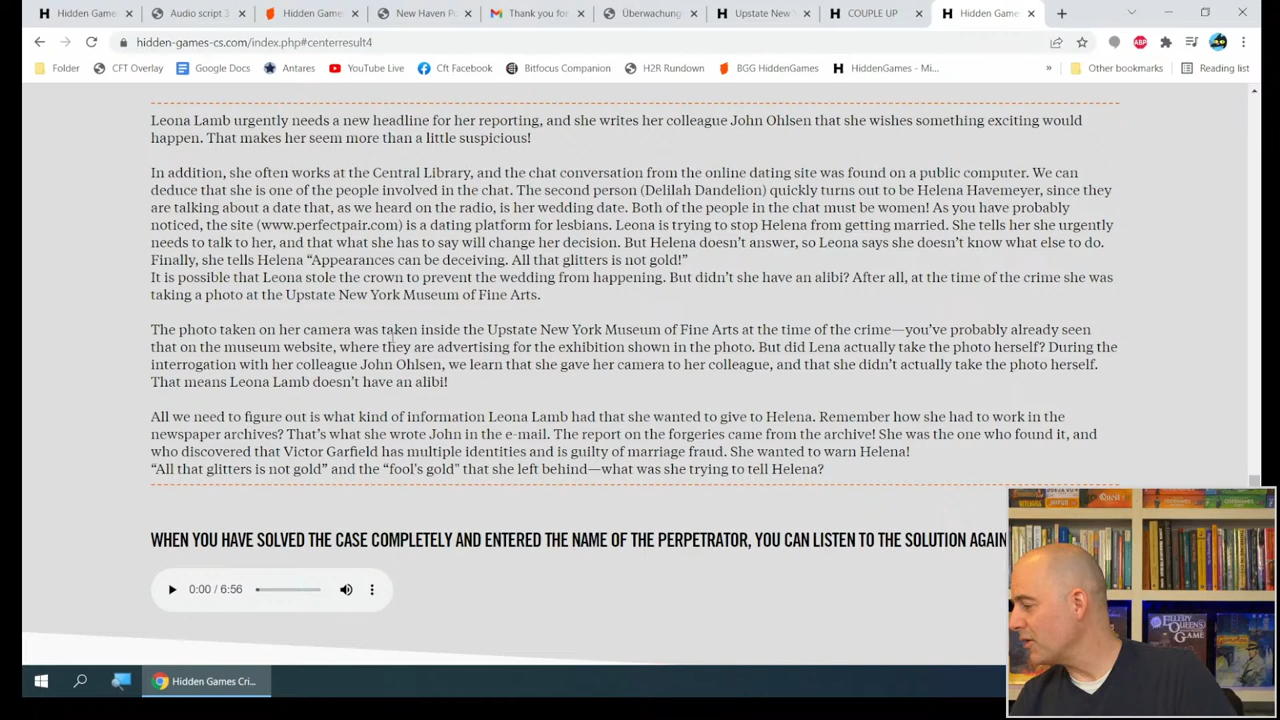 Hidden Game:
Audio script 3
Hidden Game
New Haven Po
Thank you for
Überwachung
Upstate New
COUPLE UP
Hidden Games
hidden-games-cs.com/index.php#centerresult4
ABP
Folder
CFT Overlay
Google Docs
Antares
YouTube Live
Cft Facebook
Bitfocus Companion
H2R Rundown
BGG HiddenGames
HiddenGames - Mi...
»
Other bookmarks
Reading list
Leona Lamb urgently needs a new headline for her reporting, and she writes her colleague John Ohlsen that she wishes something exciting would
happen. That makes her seem more than a little suspicious!
In addition, she often works at the Central Library, and the chat conversation from the online dating site was found on a public computer. We can
deduce that she is one of the people involved in the chat. The second person (Delilah Dandelion) quickly turns out to be Helena Havemeyer, since they
are talking about a date that, as we heard on the radio, is her wedding date. Both of the people in the chat must be women! As you have probably
noticed, the site (www.perfectpair.com) is a dating platform for lesbians. Leona is trying to stop Helena from getting married. She tells her she urgently
needs to talk to her, and that what she has to say will change her decision. But Helena doesn't answer, so Leona says she doesn't know what else to do.
Finally, she tells Helena “Appearances can be deceiving. All that glitters is not gold!”
It is possible that Leona stole the crown to prevent the wedding from happening. But didn't she have an alibi? After all, at the time of the crime she was
taking a photo at the Upstate New York Museum of Fine Arts.
The photo taken on her camera was taken inside the Upstate New York Museum of Fine Arts at the time of the crime—you've probably already seen
that on the museum website, where they are advertising for the exhibition shown in the photo. But did Lena actually take the photo herself? During the
interrogation with her colleague John Ohlsen, we learn that she gave her camera to her colleague, and that she didn't actually take the photo herself.
That means Leona Lamb doesn't have an alibi!
All we need to figure out is what kind of information Leona Lamb had that she wanted to give to Helena. Remember how she had to work in the
newspaper archives? That's what she wrote John in the e-mail. The report on the forgeries came from the archive! She was the one who found it, and
who discovered that Victor Garfield has multiple identities and is guilty of marriage fraud. She wanted to warn Helena!
“All that glitters is not gold” and the “fool's gold" that she left behind—what was she trying to tell Helena?
WHEN YOU HAVE SOLVED THE CASE COMPLETELY AND ENTERED THE NAME OF THE PERPETRATOR, YOU CAN LISTEN TO THE SOLUTION AGAIN
0:00 / 6:56
Quest
ELLERY
QUEEN'S
GAME
Hidden Games Cri...